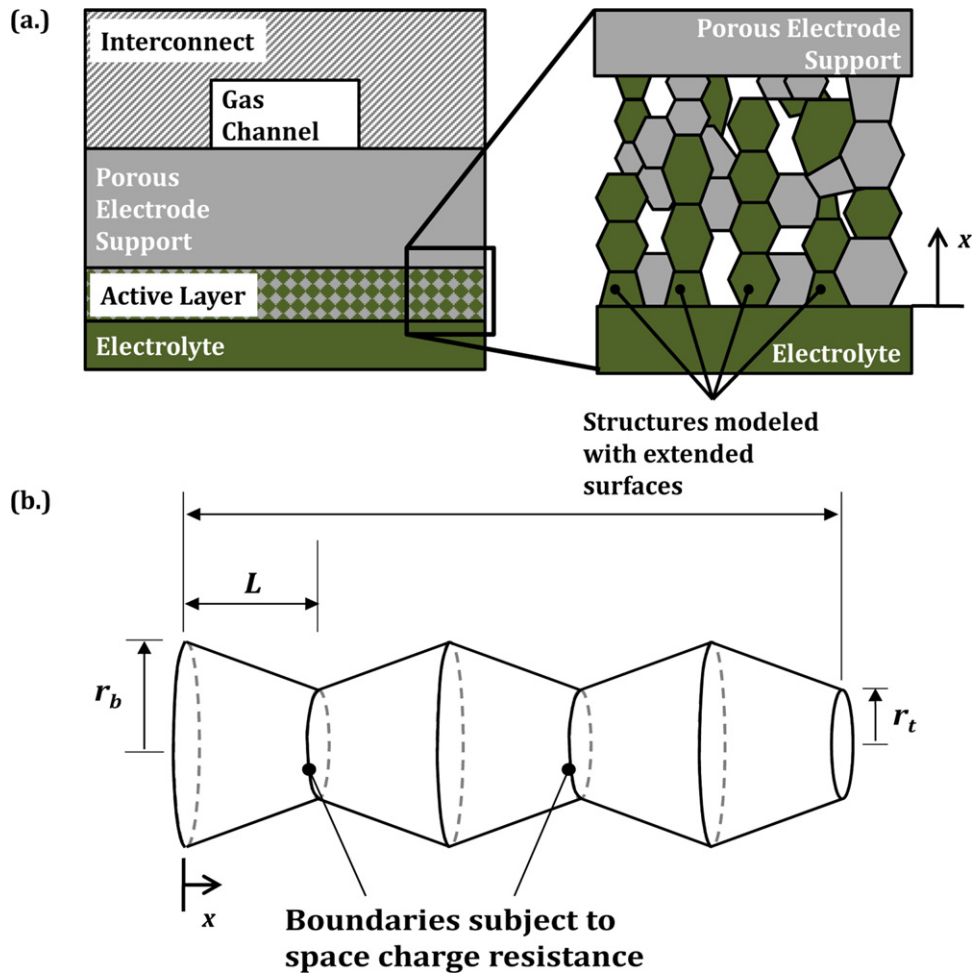 (a.)
Interconnect
Gas
Channel
Porous
Electrode
Support
Active Layer
Electrolyte
Porous Electrode
Support
x
Electrolyte
Structures modeled
with extended
surfaces
(b.)
L
r_b
r_t
x
Boundaries subject to
space charge resistance